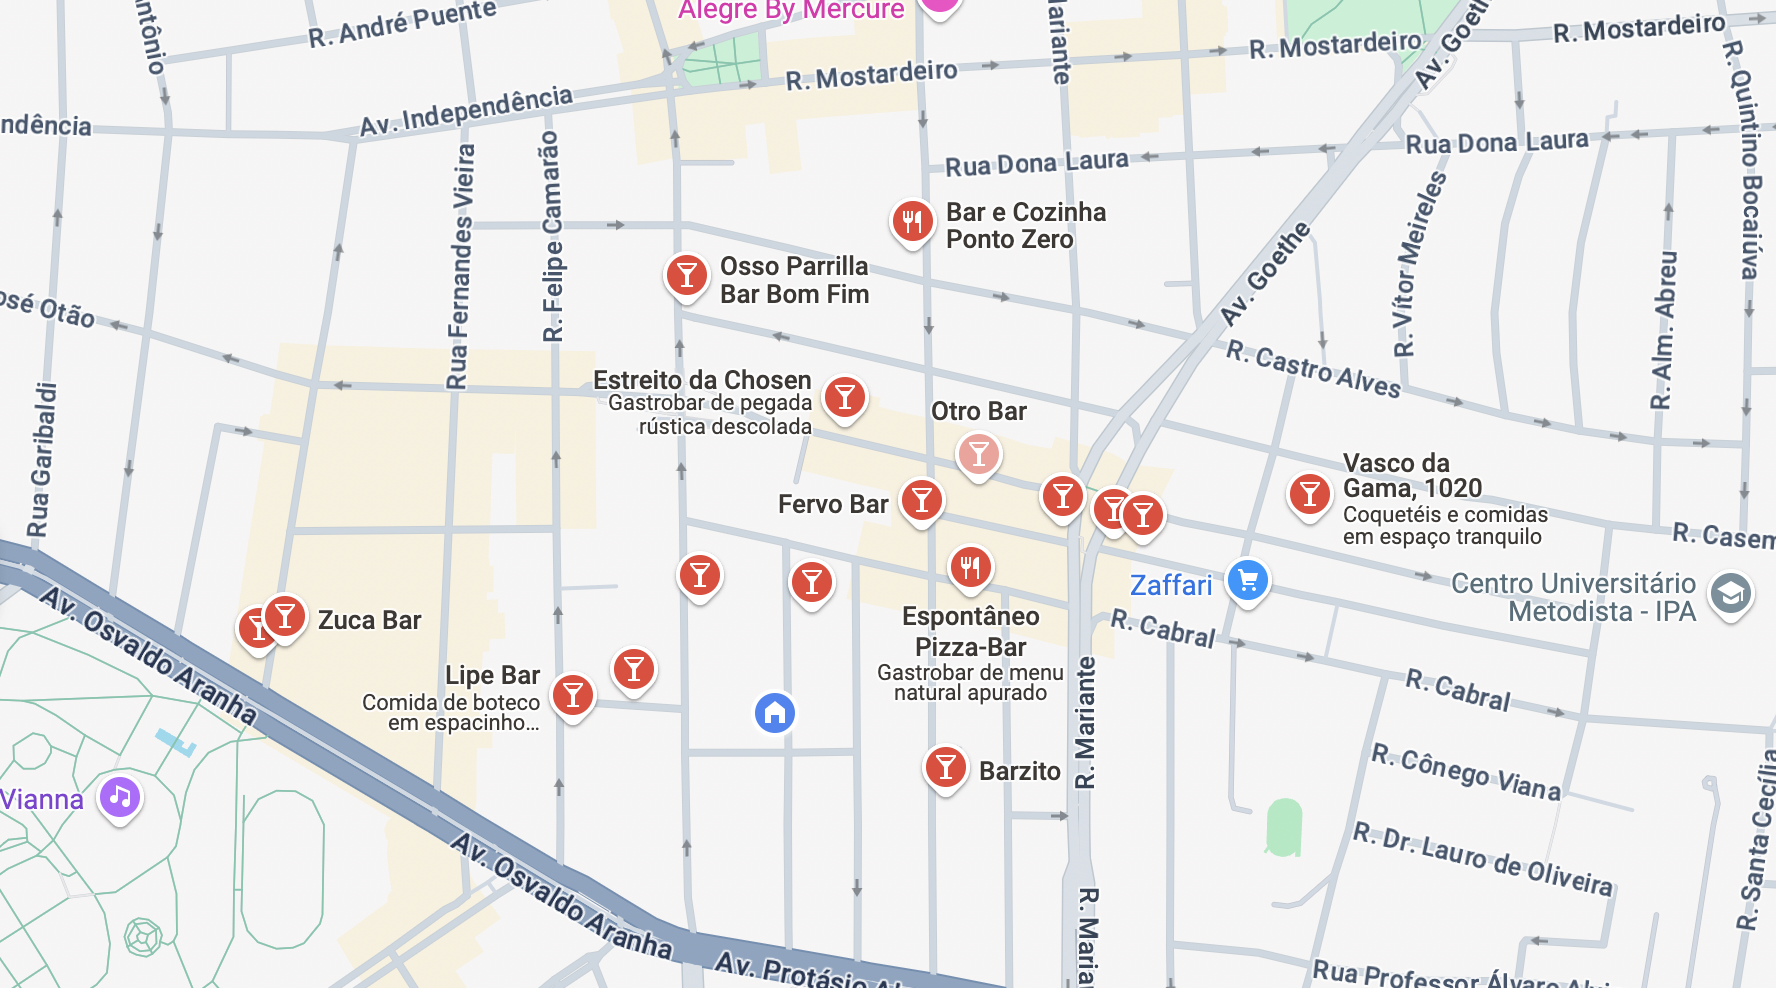 Alegre By Mercure
R. André Puente
R. Mostardeiro
R. Mostardeiro
R. Mostardeiro
Av. Goethe
R. Quintino Bocaiúva
Av. Independência
Rua Dona Laura
Rua Dona Laura
Rua Fernandes Vieira
R. Felipe Camarão
R. Vítor Meireles
R. Alm. Abreu
Bar e Cozinha
Ponto Zero
Osso Parrilla
Bar Bom Fim
Av. Goethe
R. Castro Alves
Estreito da Chosen
Gastrobar de pegada
rústica descolada
Otro Bar
Rua Garibaldi
Fervo Bar
Vasco da
Gama, 1020
Coquetéis e comidas
em espaço tranquilo
Zaffari
Centro Universitário
Metodista - IPA
Zuca Bar
Espontâneo
Pizza-Bar
Gastrobar de menu
natural apurado
R. Cabral
R. Cabral
Lipe Bar
Comida de boteco
em espacinho...
Av. Osvaldo Aranha
R. Mariante
Barzito
Vianna
R. Cônego Viana
R. Dr. Lauro de Oliveira
R. Santa Cecília
Av. Osvaldo Aranha
Av. Protásio
Rua Professor Álvaro